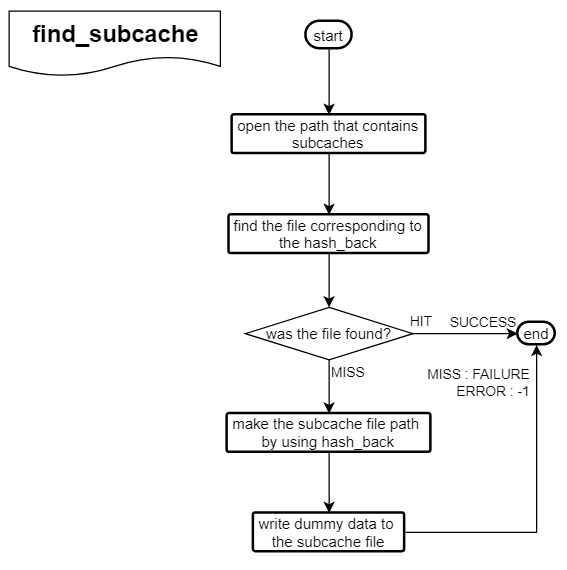 find_subcache
start
open the path that contains
subcaches
find the file corresponding to
the hash_back
was the file found?
HIT
SUCCESS
end
MISS
MISS : FAILURE
ERROR : -1
make the subcache file path
by using hash_back
write dummy data to
the subcache file